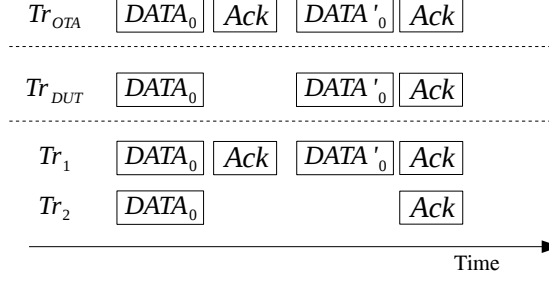 Tr_OTA DATA_0 Ack DATA'_0 Ack
Tr_DUT DATA_0 DATA'_0 Ack
Tr_1 DATA_0 Ack DATA'_0 Ack
Tr_2 DATA_0 Ack
Time